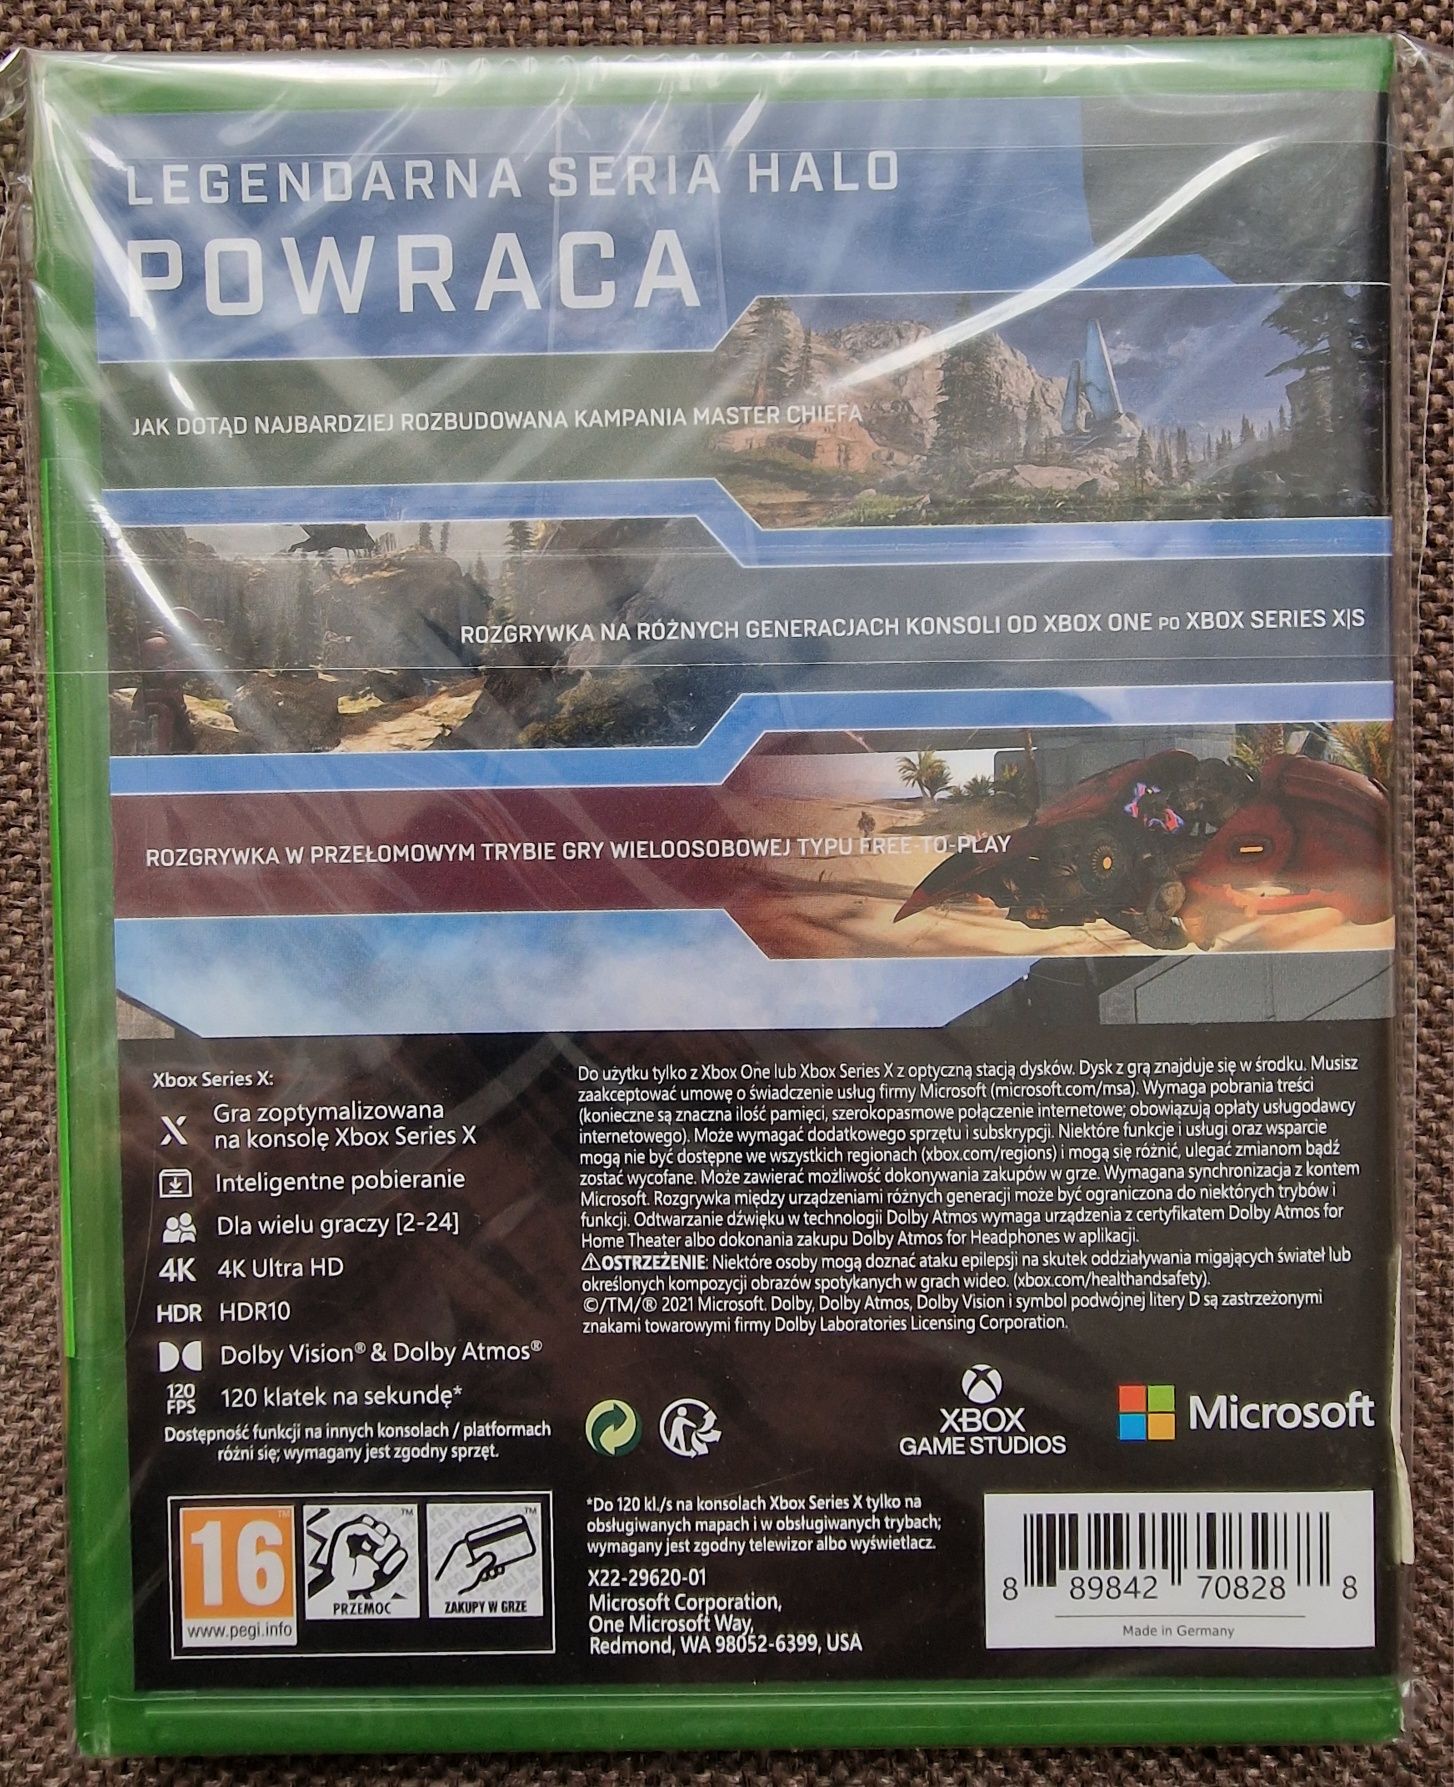 LEGENDARNA SERIA HALO
POWRACA
JAK DOTĄD NAJBARDZIEJ ROZBUDOWANA KAMPANIA MASTER CHIEFA
ROZGRYWKA NA RÓŻNYCH GENERACJACH KONSOLI OD XBOX ONE PO XBOX SERIES X|S
ROZGRYWKA W PRZEŁOMOWYM TRYBIE GRY WIELOOSOBOWEJ TYPU FREE-TO-PLAY
Xbox Series X:
X Gra zoptymalizowana
na konsolę Xbox Series X
Inteligentne pobieranie
Dla wielu graczy [2-24]
4K 4K Ultra HD
HDR HDR10
Dolby Vision® & Dolby Atmos®
120
FPS 120 klatek na sekundę*
Dostępność funkcji na innych konsolach / platformach
różni się; wymagany jest zgodny sprzęt.
Do użytku tylko z Xbox One lub Xbox Series X z optyczną stacją dysków. Dysk z grą znajduje się w środku. Musisz
zaakceptować umowę o świadczenie usług firmy Microsoft (microsoft.com/msa). Wymaga pobrania treści
(konieczne są znaczna ilość pamięci, szerokopasmowe połączenie internetowe; obowiązują opłaty usługodawcy
internetowego). Może wymagać dodatkowego sprzętu i subskrypcji. Niektóre funkcje i usługi oraz wsparcie
mogą nie być dostępne we wszystkich regionach (xbox.com/regions) i mogą się różnić, ulegać zmianom bądź
zostać wycofane. Może zawierać możliwość dokonywania zakupów w grze. Wymagana synchronizacja z kontem
Microsoft. Rozgrywka między urządzeniami różnych generacji może być ograniczona do niektórych trybów i
funkcji. Odtwarzanie dźwięku w technologii Dolby Atmos wymaga urządzenia z certyfikatem Dolby Atmos for
Home Theater albo dokonania zakupu Dolby Atmos for Headphones w aplikacji.
⚠OSTRZEŻENIE: Niektóre osoby mogą doznać ataku epilepsji na skutek oddziaływania migających świateł lub
określonych kompozycji obrazów spotykanych w grach wideo. (xbox.com/healthandsafety).
©/TM/® 2021 Microsoft. Dolby, Dolby Atmos, Dolby Vision i symbol podwójnej litery D są zastrzeżonymi
znakami towarowymi firmy Dolby Laboratories Licensing Corporation.
XBOX
GAME STUDIOS
Microsoft
16
www.pegi.info
PRZEMOC
ZAKUPY W GRZE
*Do 120 kl./s na konsolach Xbox Series X tylko na
obsługiwanych mapach i w obsługiwanych trybach;
wymagany jest zgodny telewizor albo wyświetlacz.
X22-29620-01
Microsoft Corporation,
One Microsoft Way,
Redmond, WA 98052-6399, USA
8 89842 70828 8
Made in Germany